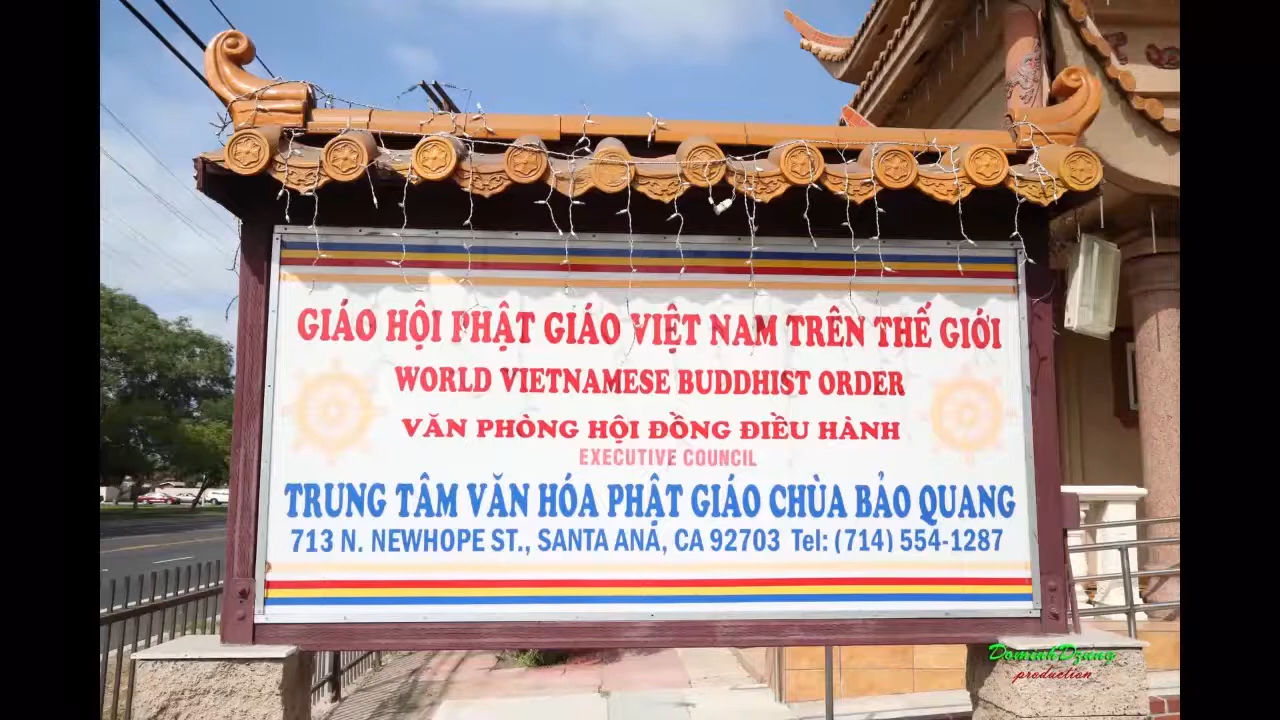 GIÁO HỘI PHẬT GIÁO VIỆT NAM TRÊN THẾ GIỚI
WORLD VIETNAMESE BUDDHIST ORDER
VĂN PHÒNG HỘI ĐỒNG ĐIỀU HÀNH
EXECUTIVE COUNCIL
TRUNG TÂM VĂN HÓA PHẬT GIÁO CHÙA BẢO QUANG
713 N. NEWHOPE ST., SANTA ANA, CA 92703 Tel: (714) 554-1287
DominhDzung
production